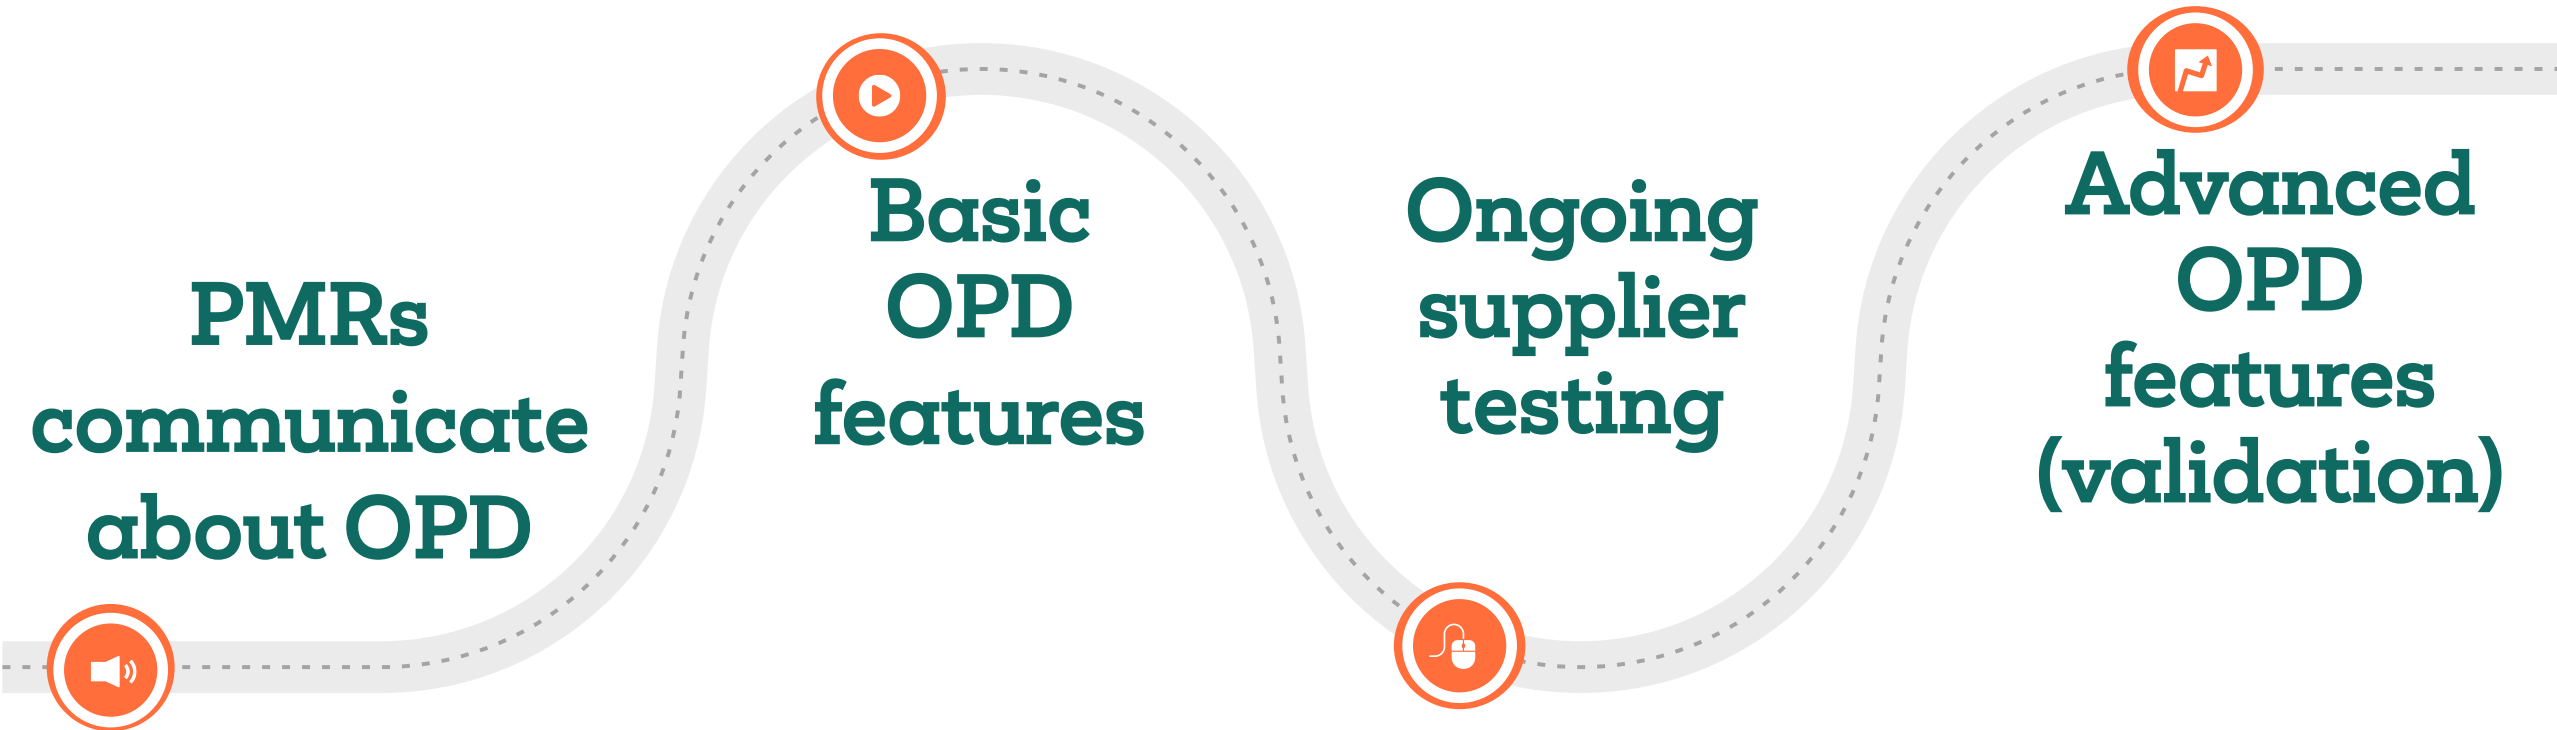 PMRs
communicate
about OPD
Basic
OPD
features
Ongoing
supplier
testing
Advanced
OPD
features
(validation)